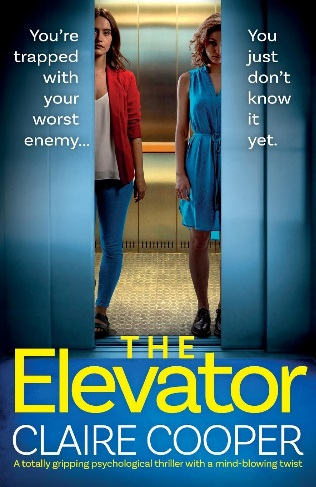 You're
trapped
with
your
worst
enemy...
You
just
don't
know
it
yet.
THE
Elevator
CLAIRE COOPER
A totally gripping psychological thriller with a mind-blowing twist